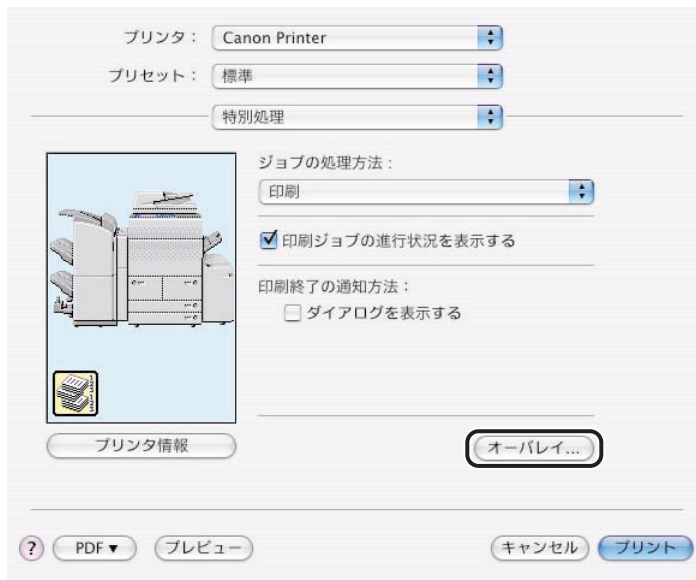 プリンタ： Canon Printer
プリセット： 標準
特別処理
ジョブの処理方法：
印刷
印刷ジョブの進行状況を表示する
印刷終了の通知方法：
ダイアログを表示する
プリンタ情報
オーバレイ...
? PDF▼ プレビュー キャンセル プリント